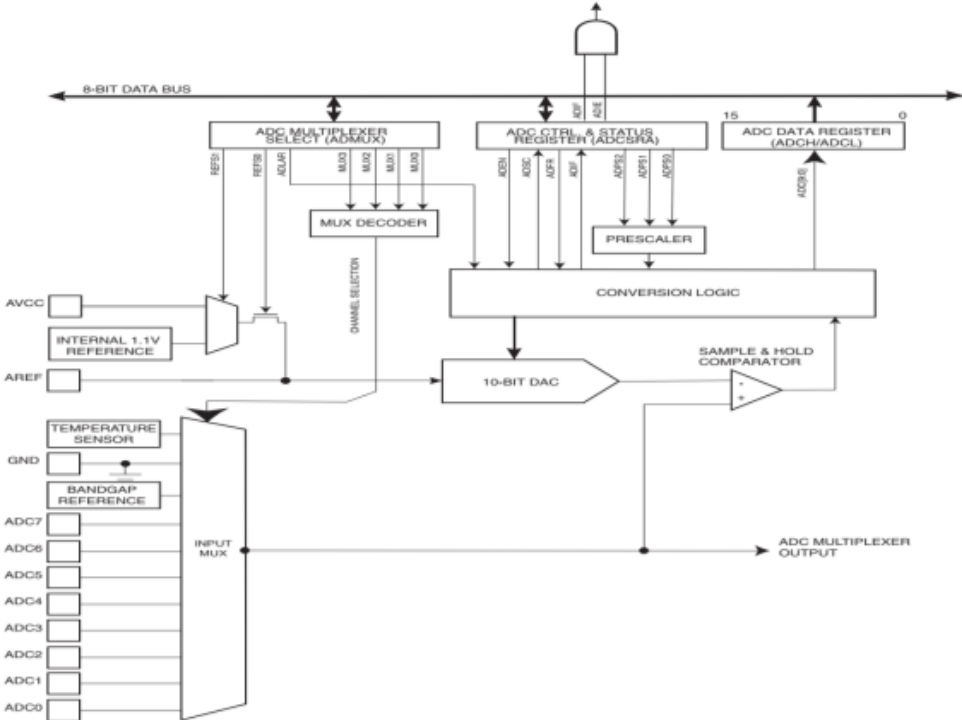 8-BIT DATA BUS
ADIF
ADIE
15
0
ADC MULTIPLEXER
SELECT (ADMUX)
ADC CTRL. & STATUS
REGISTER (ADCSRA)
ADC DATA REGISTER
(ADCH/ADCL)
REFS1
REFS0
ADLAR
MUX3
MUX2
MUX1
MUX0
ADEN
ADSC
ADFR
ADIF
ADPS2
ADPS1
ADPS0
ADC[9:0]
MUX DECODER
PRESCALER
CHANNEL SELECTION
CONVERSION LOGIC
AVCC
INTERNAL 1.1V
REFERENCE
AREF
SAMPLE & HOLD
COMPARATOR
10-BIT DAC
-
+
TEMPERATURE
SENSOR
GND
BANDGAP
REFERENCE
ADC7
ADC6
ADC5
ADC4
ADC3
ADC2
ADC1
ADC0
INPUT
MUX
ADC MULTIPLEXER
OUTPUT